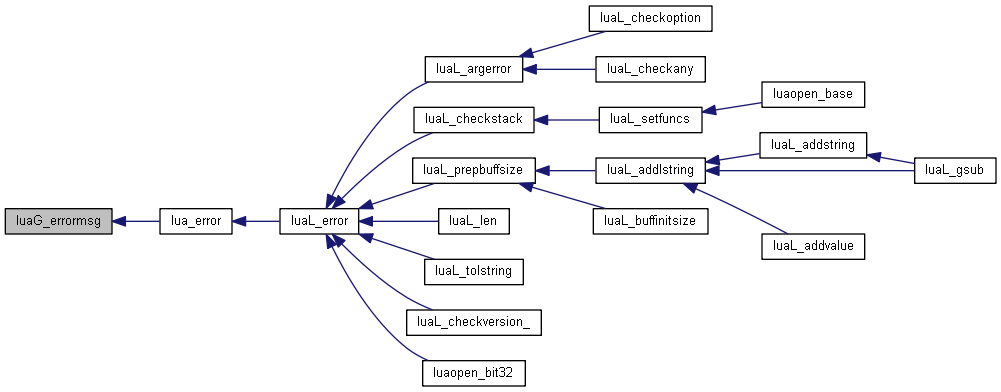 luaL_checkoption
luaL_argerror
luaL_checkany
luaopen_base
luaL_checkstack
luaL_setfuncs
luaL_addstring
luaL_prepbuffsize
luaL_addlstring
luaL_gsub
luaG_errormsg
lua_error
luaL_error
luaL_len
luaL_buffinitsize
luaL_addvalue
luaL_tolstring
luaL_checkversion_
luaopen_bit32